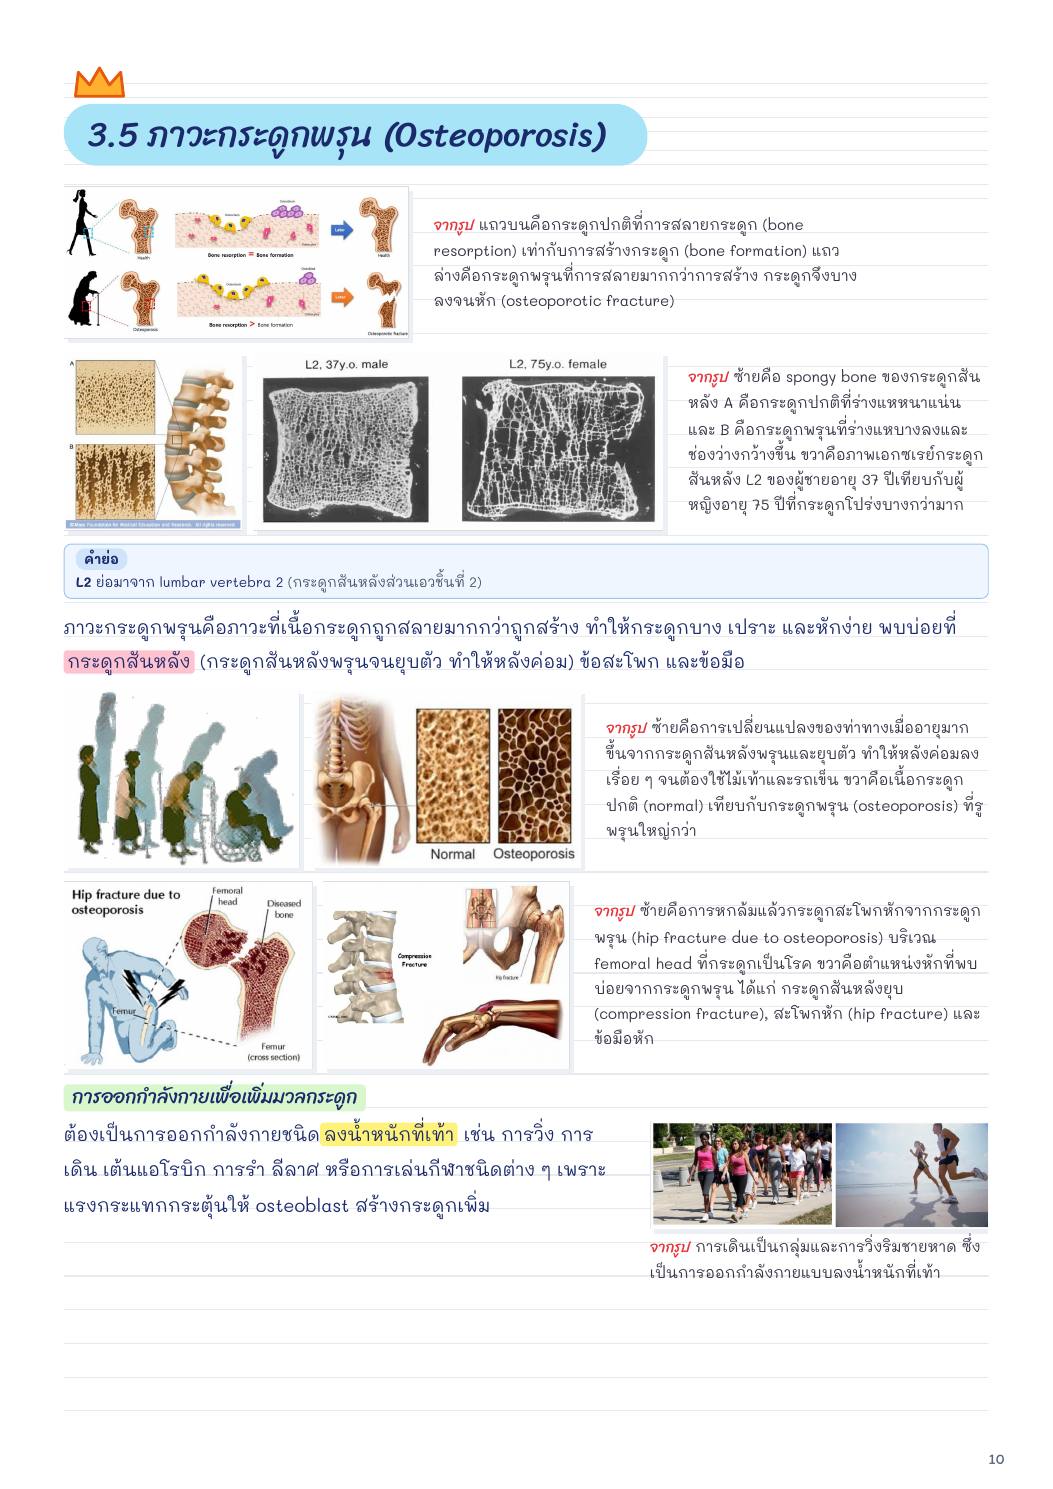 3.5 ภาวะกระดูกพรุน (Osteoporosis)
Osteoclasts
Osteoblast
Osteocytes
Later
Health
Bone resorption = Bone formation
Health
Osteoblast
Osteocytes
Later
Osteoporosis
Bone resorption > Bone formation
Osteoporotic fracture
จากรูป แถวบนคือกระดูกปกติที่การสลายกระดูก (bone
resorption) เท่ากับการสร้างกระดูก (bone formation) แถว
ล่างคือกระดูกพรุนที่การสลายมากกว่าการสร้าง กระดูกจึงบาง
ลงจนหัก (osteoporotic fracture)
A
B
©Mayo Foundation for Medical Education and Research. All rights reserved.
L2, 37y.o. male
L2, 75y.o. female
จากรูป ซ้ายคือ spongy bone ของกระดูกสัน
หลัง A คือกระดูกปกติที่ร่างแหหนาแน่น
และ B คือกระดูกพรุนที่ร่างแหบางลงและ
ช่องว่างกว้างขึ้น ขวาคือภาพเอกซเรย์กระดูก
สันหลัง L2 ของผู้ชายอายุ 37 ปีเทียบกับผู้
หญิงอายุ 75 ปีที่กระดูกโปร่งบางกว่ามาก
คำย่อ
L2 ย่อมาจาก lumbar vertebra 2 (กระดูกสันหลังส่วนเอวชิ้นที่ 2)
ภาวะกระดูกพรุนคือภาวะที่เนื้อกระดูกถูกสลายมากกว่าถูกสร้าง ทำให้กระดูกบาง เปราะ และหักง่าย พบบ่อยที่
กระดูกสันหลัง (กระดูกสันหลังพรุนจนยุบตัว ทำให้หลังค่อม) ข้อสะโพก และข้อมือ
Normal
Osteoporosis
จากรูป ซ้ายคือการเปลี่ยนแปลงของท่าทางเมื่ออายุมาก
ขึ้นจากกระดูกสันหลังพรุนและยุบตัว ทำให้หลังค่อมลง
เรื่อย ๆ จนต้องใช้ไม้เท้าและรถเข็น ขวาคือเนื้อกระดูก
ปกติ (normal) เทียบกับกระดูกพรุน (osteoporosis) ที่รู
พรุนใหญ่กว่า
Hip fracture due to
osteoporosis
Femoral
head
Diseased
bone
Femur
Femur
(cross section)
Compression
Fracture
Hip fracture
จากรูป ซ้ายคือการหกล้มแล้วกระดูกสะโพกหักจากกระดูก
พรุน (hip fracture due to osteoporosis) บริเวณ
femoral head ที่กระดูกเป็นโรค ขวาคือตำแหน่งหักที่พบ
บ่อยจากกระดูกพรุน ได้แก่ กระดูกสันหลังยุบ
(compression fracture), สะโพกหัก (hip fracture) และ
ข้อมือหัก
การออกกำลังกายเพื่อเพิ่มมวลกระดูก
ต้องเป็นการออกกำลังกายชนิดลงน้ำหนักที่เท้า เช่น การวิ่ง การ
เดิน เต้นแอโรบิก การรำ ลีลาศ หรือการเล่นกีฬาชนิดต่าง ๆ เพราะ
แรงกระแทกกระตุ้นให้ osteoblast สร้างกระดูกเพิ่ม
จากรูป การเดินเป็นกลุ่มและการวิ่งริมชายหาด ซึ่ง
เป็นการออกกำลังกายแบบลงน้ำหนักที่เท้า
10